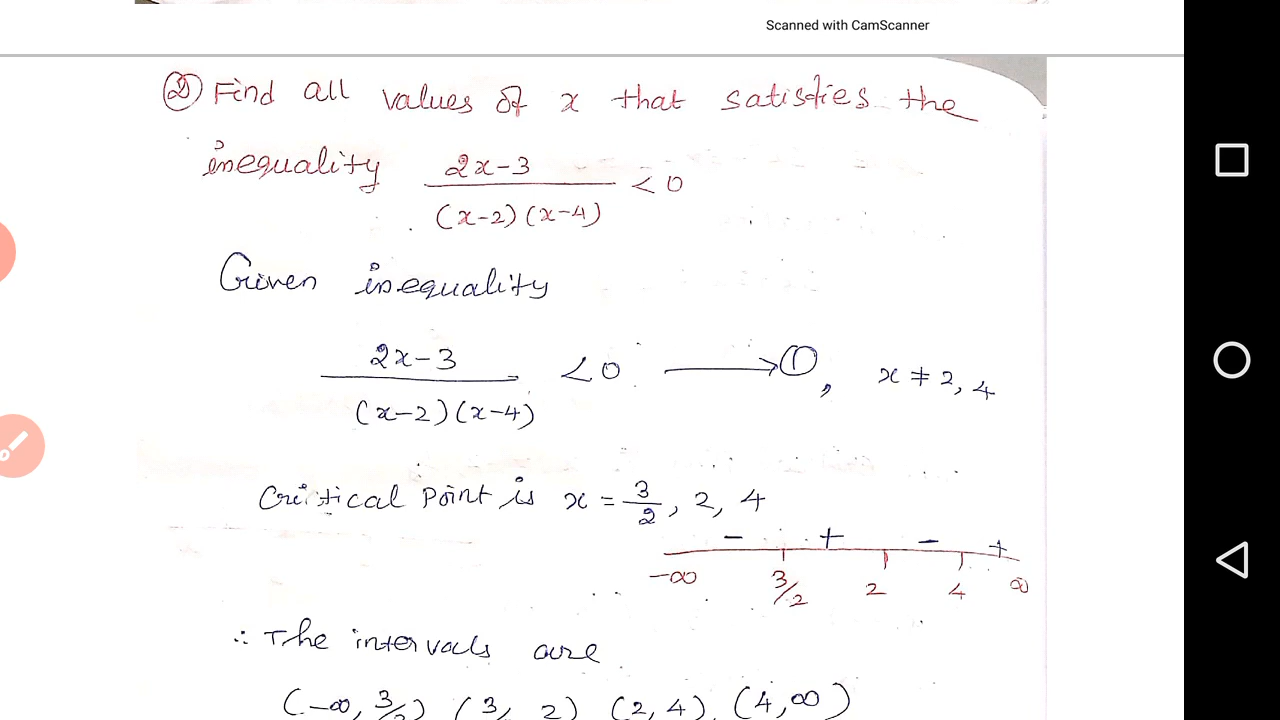 Scanned with CamScanner
② Find all values of x that satisfies the
inequality (2x-3)/((x-2)(x-4)) < 0
Given inequality
(2x-3)/((x-2)(x-4)) < 0 → ①, x ≠ 2, 4
Critical point is x = 3/2, 2, 4
- + - +
-∞ 3/2 2 4 ∞
∴ The intervals are
(-∞, 3/2) (3/ 2) (2, 4), (4, ∞)